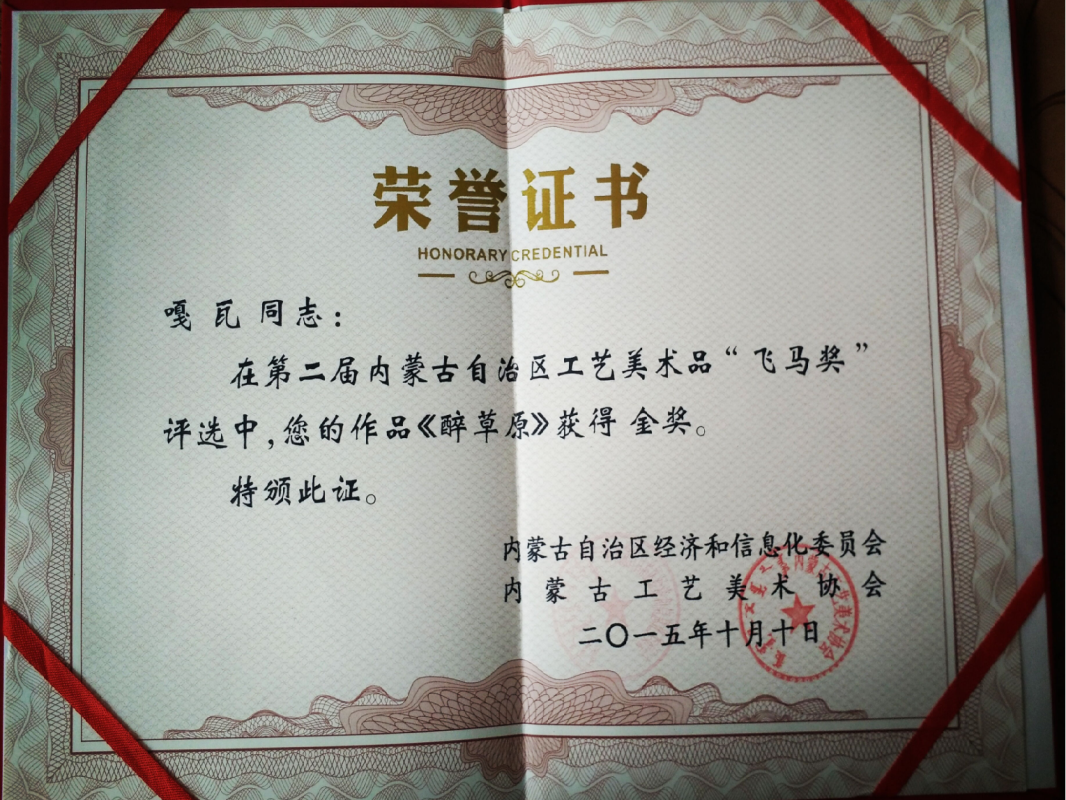 荣誉证书
HONORARY CREDENTIAL
嘎瓦同志：
在第二届内蒙古自治区工艺美术品“飞马奖”
评选中,您的作品《醉草原》获得 金奖。
特颁此证。
内蒙古自治区经济和信息化委员会
内蒙古工艺美术协会
二〇一五年十月十日